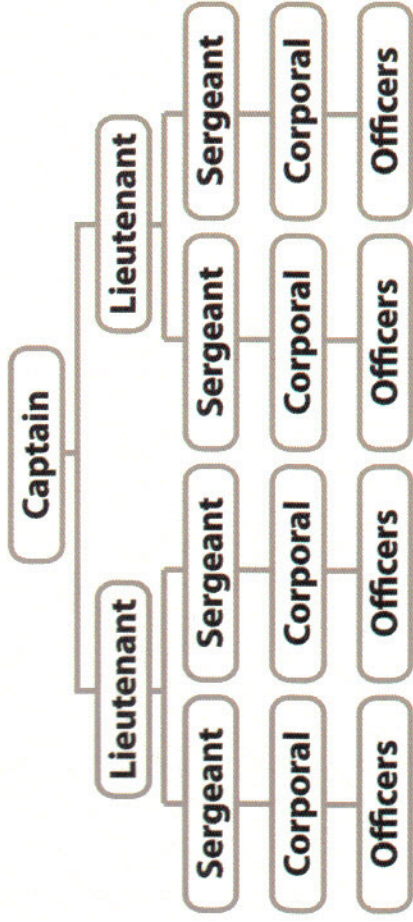 Captain
Lieutenant
Lieutenant
Sergeant
Sergeant
Sergeant
Sergeant
Corporal
Corporal
Corporal
Corporal
Officers
Officers
Officers
Officers